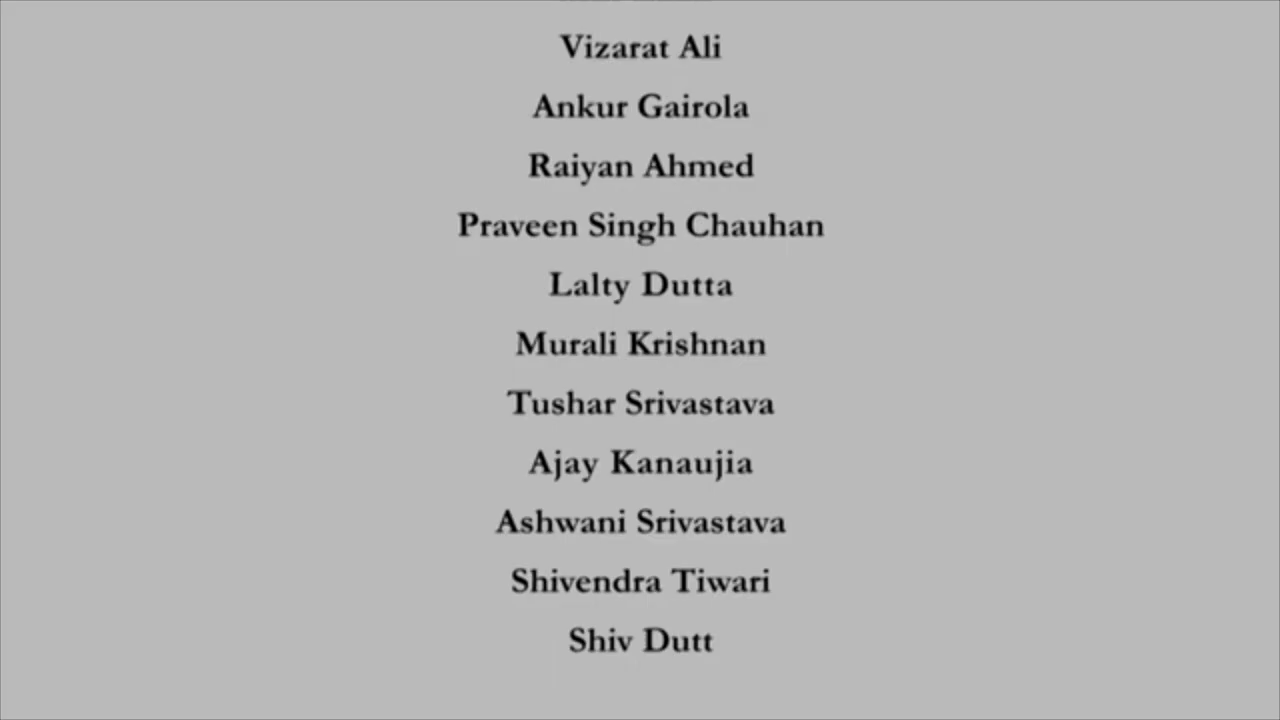 Vizarat Ali
Ankur Gairola
Raiyan Ahmed
Praveen Singh Chauhan
Lalty Dutta
Murali Krishnan
Tushar Srivastava
Ajay Kanaujia
Ashwani Srivastava
Shivendra Tiwari
Shiv Dutt